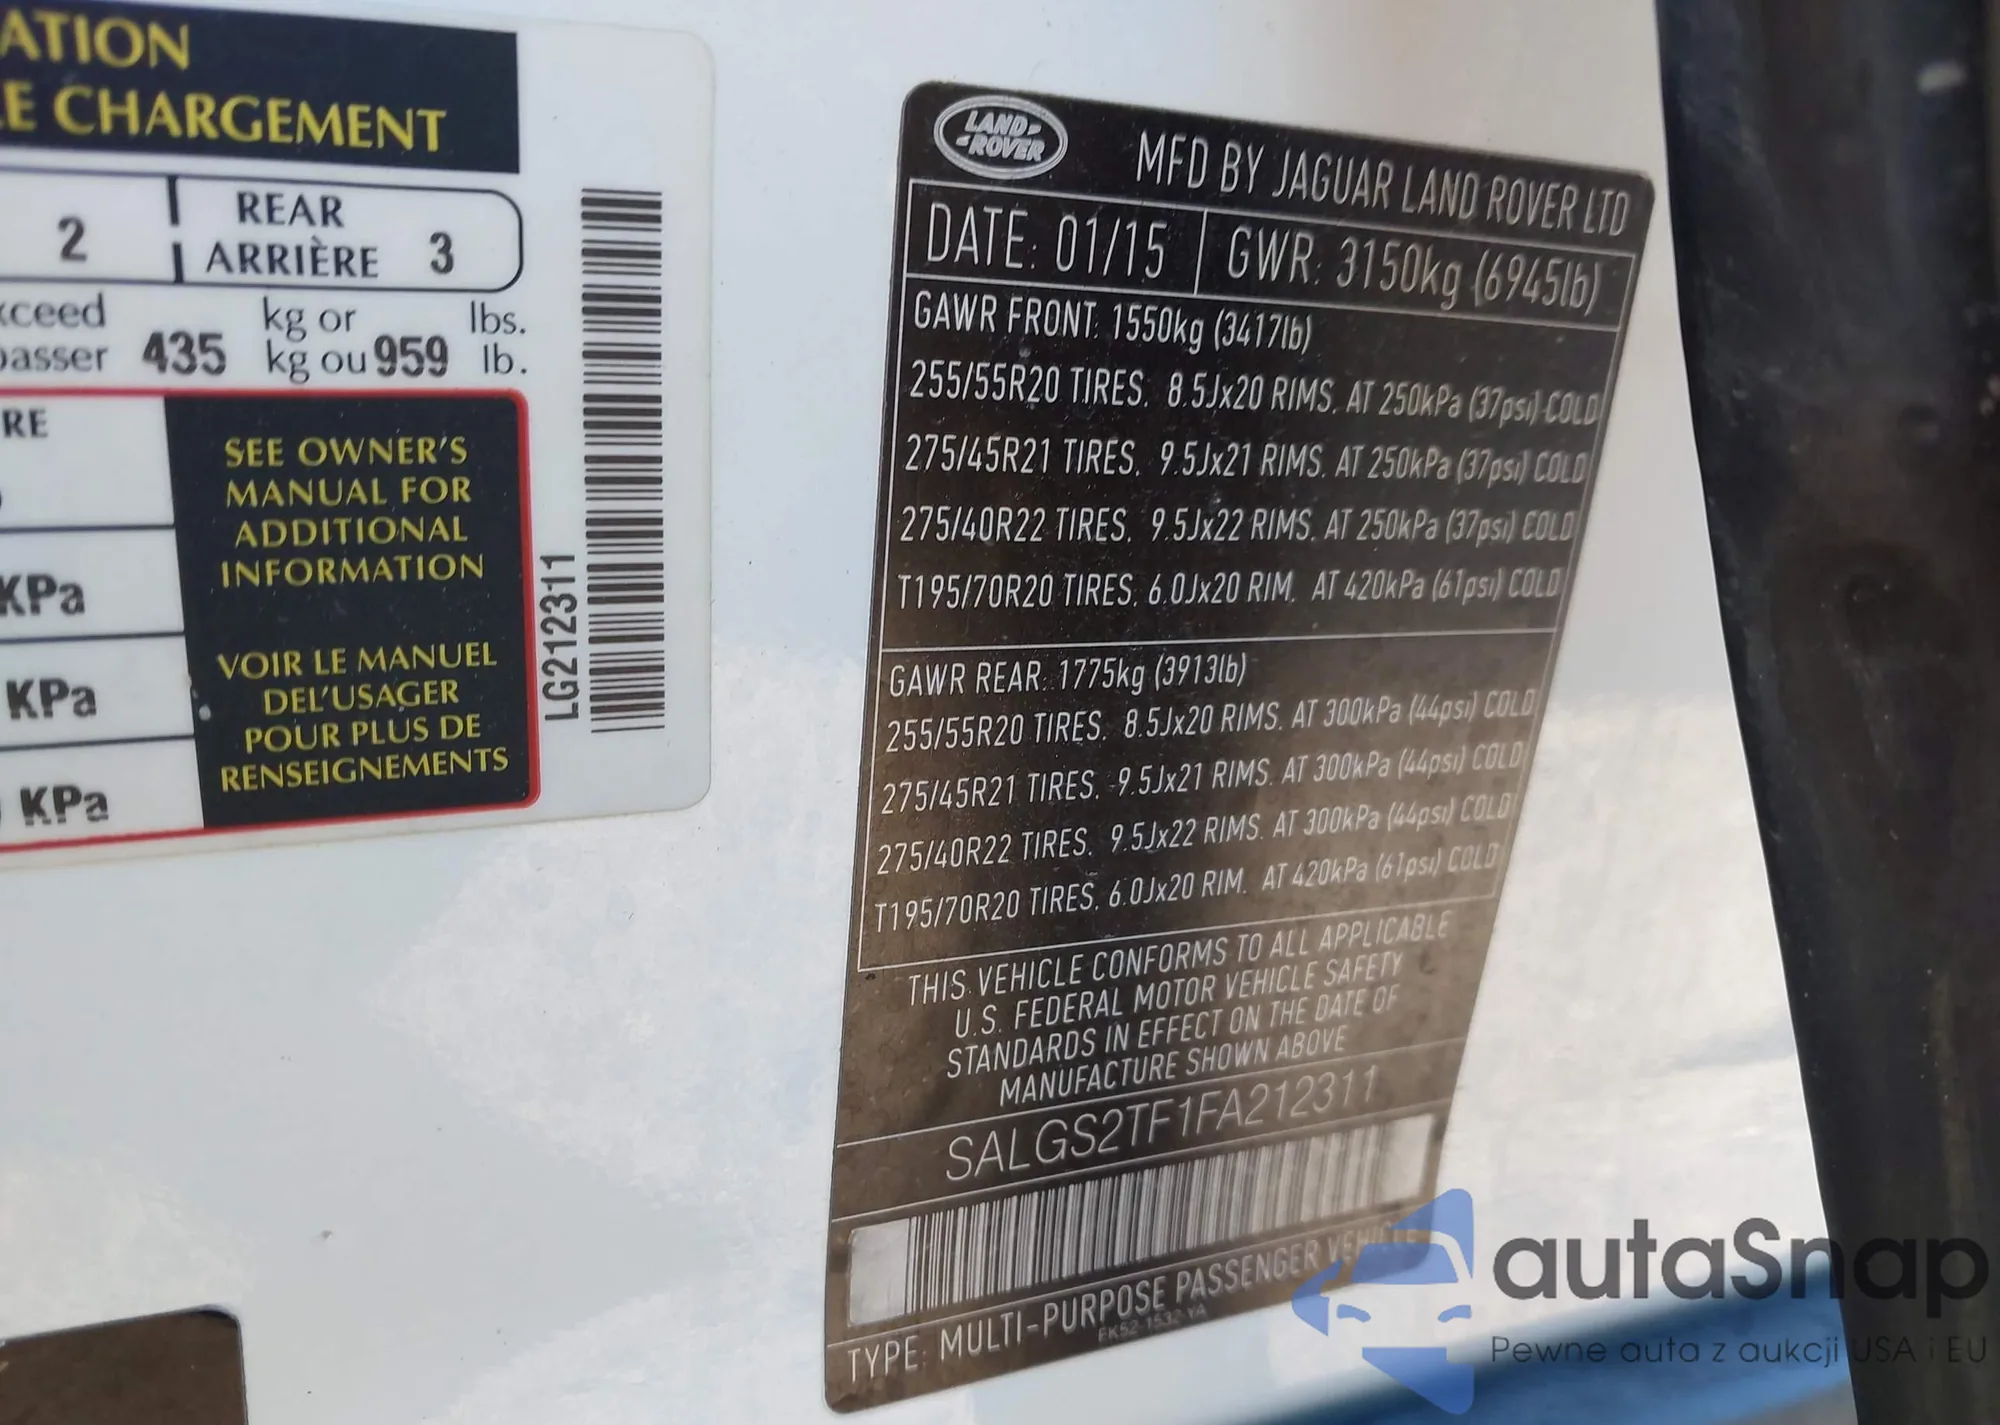 ATION
LE CHARGEMENT
2
REAR
ARRIÈRE 3
xceed
passer 435 kg or
kg ou 959 lbs.
lb.
RE
SEE OWNER'S
MANUAL FOR
ADDITIONAL
INFORMATION
VOIR LE MANUEL
DEL'USAGER
POUR PLUS DE
RENSEIGNEMENTS
KPa
KPa
KPa
LG212311
LAND-
-ROVER
MFD BY JAGUAR LAND ROVER LTD
DATE: 01/15 GWR: 3150kg (6945lb)
GAWR FRONT: 1550kg (3417lb)
255/55R20 TIRES, 8.5Jx20 RIMS, AT 250kPa (37psi) COLD
275/45R21 TIRES, 9.5Jx21 RIMS, AT 250kPa (37psi) COLD
275/40R22 TIRES, 9.5Jx22 RIMS, AT 250kPa (37psi) COLD
T195/70R20 TIRES, 6.0Jx20 RIM, AT 420kPa (61psi) COLD
GAWR REAR: 1775kg (3913lb)
255/55R20 TIRES, 8.5Jx20 RIMS, AT 300kPa (44psi) COLD
275/45R21 TIRES, 9.5Jx21 RIMS, AT 300kPa (44psi) COLD
275/40R22 TIRES, 9.5Jx22 RIMS, AT 300kPa (44psi) COLD
T195/70R20 TIRES, 6.0Jx20 RIM, AT 420kPa (61psi) COLD
THIS VEHICLE CONFORMS TO ALL APPLICABLE
U.S. FEDERAL MOTOR VEHICLE SAFETY
STANDARDS IN EFFECT ON THE DATE OF
MANUFACTURE SHOWN ABOVE
SALGS2TF1FA212311
TYPE: MULTI-PURPOSE PASSENGER VEHICLE
FK52-1532-YA
autaSnap
Pewne auta z aukcji USA i EU